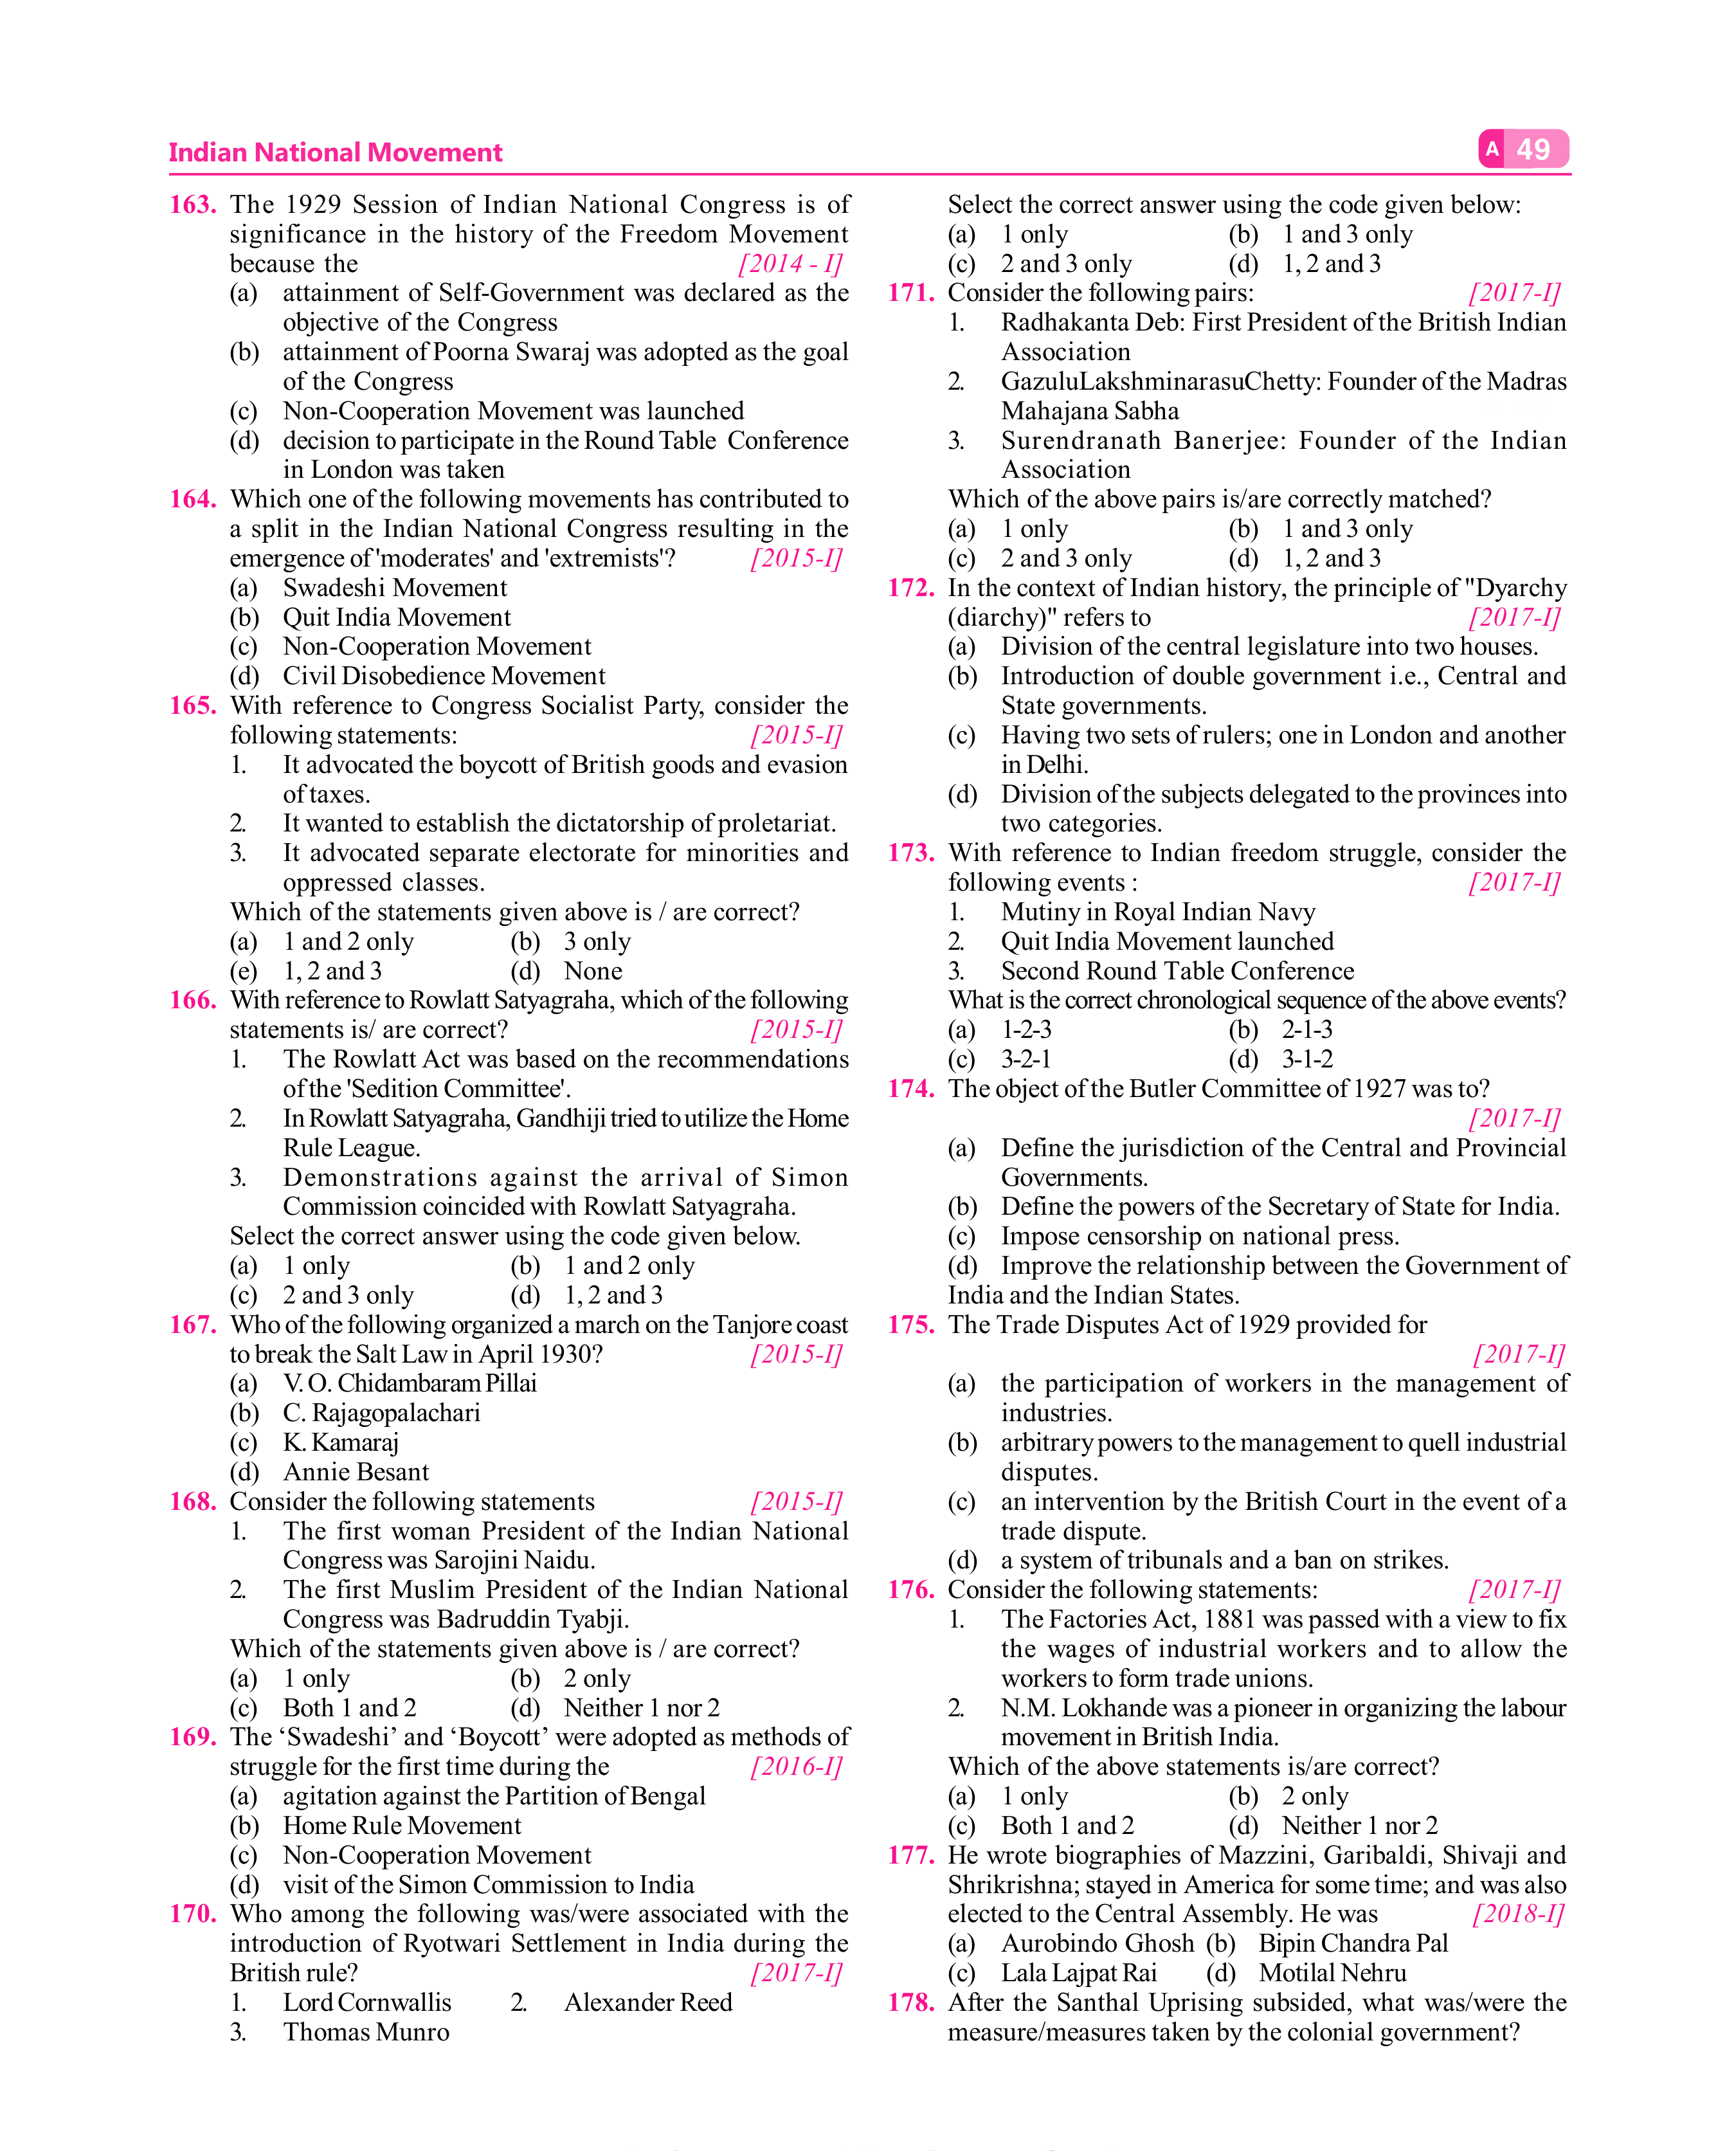 Indian National Movement
A 49
163. The 1929 Session of Indian National Congress is of
significance in the history of the Freedom Movement
because the [2014 - I]
(a) attainment of Self-Government was declared as the
objective of the Congress
(b) attainment of Poorna Swaraj was adopted as the goal
of the Congress
(c) Non-Cooperation Movement was launched
(d) decision to participate in the Round Table Conference
in London was taken
164. Which one of the following movements has contributed to
a split in the Indian National Congress resulting in the
emergence of 'moderates' and 'extremists'? [2015-I]
(a) Swadeshi Movement
(b) Quit India Movement
(c) Non-Cooperation Movement
(d) Civil Disobedience Movement
165. With reference to Congress Socialist Party, consider the
following statements: [2015-I]
1. It advocated the boycott of British goods and evasion
of taxes.
2. It wanted to establish the dictatorship of proletariat.
3. It advocated separate electorate for minorities and
oppressed classes.
Which of the statements given above is / are correct?
(a) 1 and 2 only (b) 3 only
(e) 1, 2 and 3 (d) None
166. With reference to Rowlatt Satyagraha, which of the following
statements is/ are correct? [2015-I]
1. The Rowlatt Act was based on the recommendations
of the 'Sedition Committee'.
2. In Rowlatt Satyagraha, Gandhiji tried to utilize the Home
Rule League.
3. Demonstrations against the arrival of Simon
Commission coincided with Rowlatt Satyagraha.
Select the correct answer using the code given below.
(a) 1 only (b) 1 and 2 only
(c) 2 and 3 only (d) 1, 2 and 3
167. Who of the following organized a march on the Tanjore coast
to break the Salt Law in April 1930? [2015-I]
(a) V. O. Chidambaram Pillai
(b) C. Rajagopalachari
(c) K. Kamaraj
(d) Annie Besant
168. Consider the following statements [2015-I]
1. The first woman President of the Indian National
Congress was Sarojini Naidu.
2. The first Muslim President of the Indian National
Congress was Badruddin Tyabji.
Which of the statements given above is / are correct?
(a) 1 only (b) 2 only
(c) Both 1 and 2 (d) Neither 1 nor 2
169. The ‘Swadeshi’ and ‘Boycott’ were adopted as methods of
struggle for the first time during the [2016-I]
(a) agitation against the Partition of Bengal
(b) Home Rule Movement
(c) Non-Cooperation Movement
(d) visit of the Simon Commission to India
170. Who among the following was/were associated with the
introduction of Ryotwari Settlement in India during the
British rule? [2017-I]
1. Lord Cornwallis 2. Alexander Reed
3. Thomas Munro
Select the correct answer using the code given below:
(a) 1 only (b) 1 and 3 only
(c) 2 and 3 only (d) 1, 2 and 3
171. Consider the following pairs: [2017-I]
1. Radhakanta Deb: First President of the British Indian
Association
2. GazuluLakshminarasuChetty: Founder of the Madras
Mahajana Sabha
3. Surendranath Banerjee: Founder of the Indian
Association
Which of the above pairs is/are correctly matched?
(a) 1 only (b) 1 and 3 only
(c) 2 and 3 only (d) 1, 2 and 3
172. In the context of Indian history, the principle of "Dyarchy
(diarchy)" refers to [2017-I]
(a) Division of the central legislature into two houses.
(b) Introduction of double government i.e., Central and
State governments.
(c) Having two sets of rulers; one in London and another
in Delhi.
(d) Division of the subjects delegated to the provinces into
two categories.
173. With reference to Indian freedom struggle, consider the
following events : [2017-I]
1. Mutiny in Royal Indian Navy
2. Quit India Movement launched
3. Second Round Table Conference
What is the correct chronological sequence of the above events?
(a) 1-2-3 (b) 2-1-3
(c) 3-2-1 (d) 3-1-2
174. The object of the Butler Committee of 1927 was to?
[2017-I]
(a) Define the jurisdiction of the Central and Provincial
Governments.
(b) Define the powers of the Secretary of State for India.
(c) Impose censorship on national press.
(d) Improve the relationship between the Government of
India and the Indian States.
175. The Trade Disputes Act of 1929 provided for
[2017-I]
(a) the participation of workers in the management of
industries.
(b) arbitrary powers to the management to quell industrial
disputes.
(c) an intervention by the British Court in the event of a
trade dispute.
(d) a system of tribunals and a ban on strikes.
176. Consider the following statements: [2017-I]
1. The Factories Act, 1881 was passed with a view to fix
the wages of industrial workers and to allow the
workers to form trade unions.
2. N.M. Lokhande was a pioneer in organizing the labour
movement in British India.
Which of the above statements is/are correct?
(a) 1 only (b) 2 only
(c) Both 1 and 2 (d) Neither 1 nor 2
177. He wrote biographies of Mazzini, Garibaldi, Shivaji and
Shrikrishna; stayed in America for some time; and was also
elected to the Central Assembly. He was [2018-I]
(a) Aurobindo Ghosh (b) Bipin Chandra Pal
(c) Lala Lajpat Rai (d) Motilal Nehru
178. After the Santhal Uprising subsided, what was/were the
measure/measures taken by the colonial government?